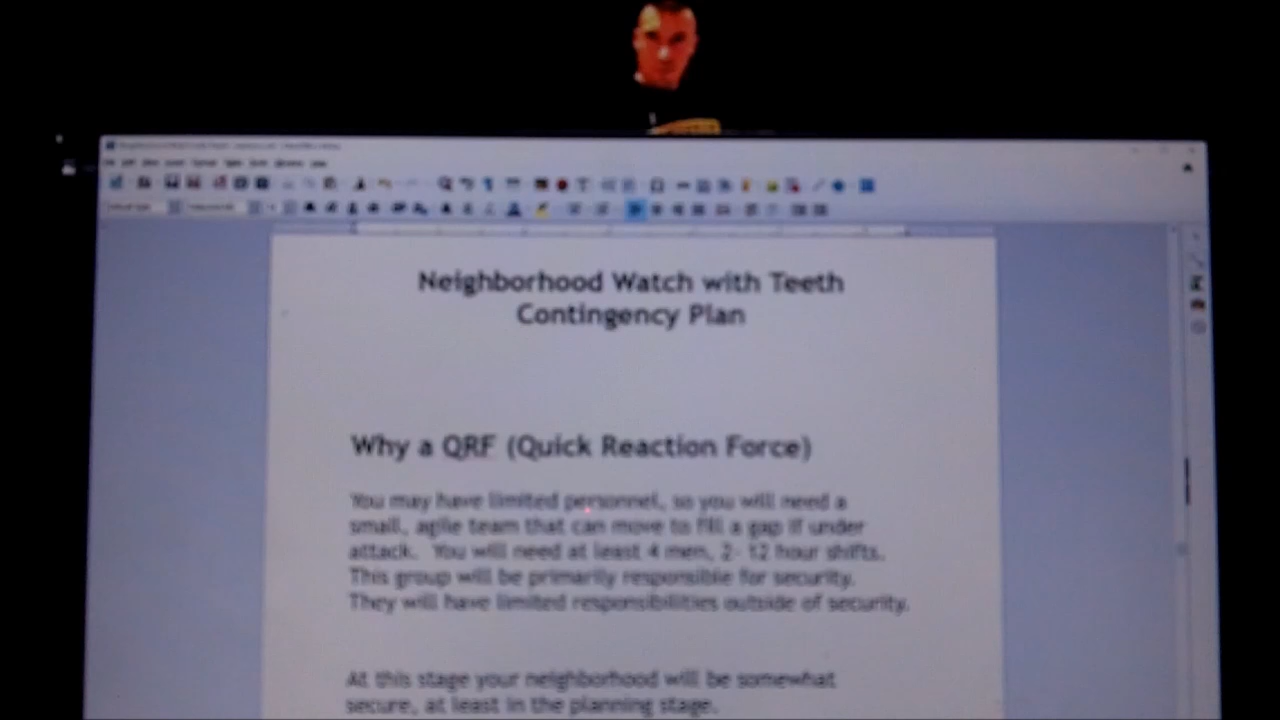 Neighborhood Watch with Teeth
Contingency Plan
Why a QRF (Quick Reaction Force)
You may have limited personnel, so you will need a
small, agile team that can move to fill a gap if under
attack. You will need at least 4 men, 2- 12 hour shifts.
This group will be primarily responsible for security.
They will have limited responsibilities outside of security.
At this stage your neighborhood will be somewhat
secure, at least in the planning stage.